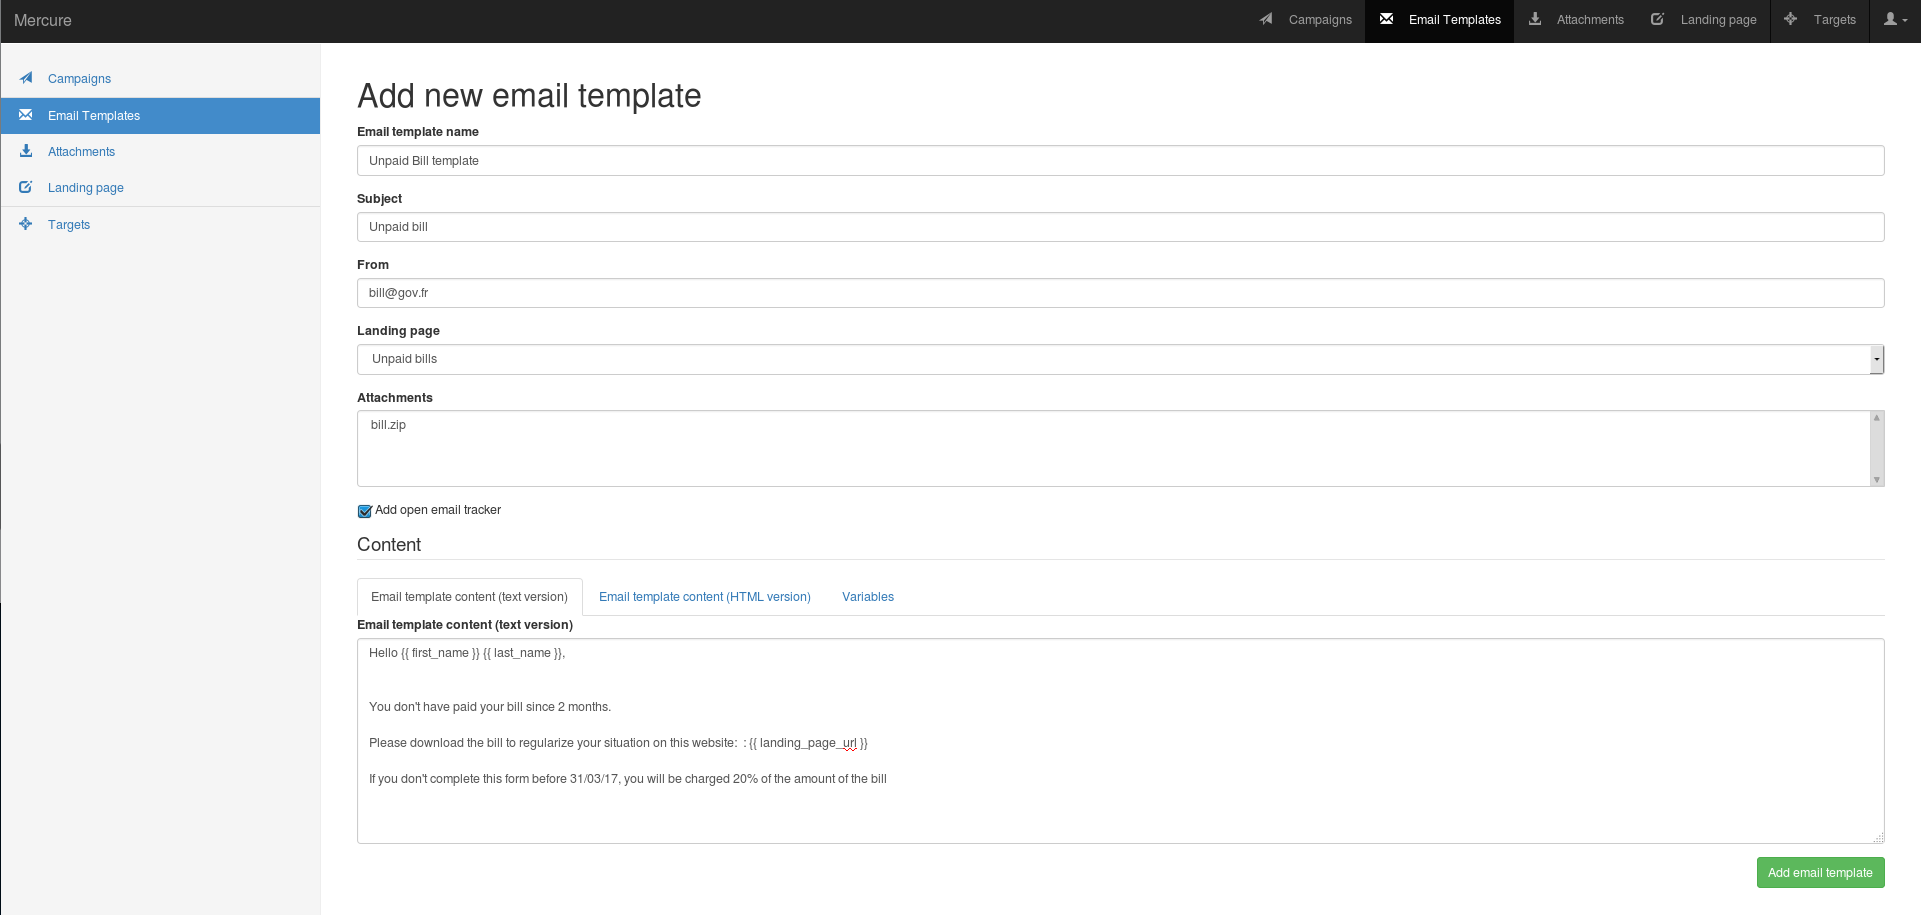 Mercure
Campaigns
Email Templates
Attachments
Landing page
Targets
Campaigns
Email Templates
Attachments
Landing page
Targets
Add new email template
Email template name
Unpaid Bill template
Subject
Unpaid bill
From
bill@gov.fr
Landing page
Unpaid bills
Attachments
bill.zip
Add open email tracker
Content
Email template content (text version)
Email template content (HTML version)
Variables
Email template content (text version)
Hello {{ first_name }} {{ last_name }},
You don't have paid your bill since 2 months.
Please download the bill to regularize your situation on this website:  : {{ landing_page_url }}
If you don't complete this form before 31/03/17, you will be charged 20% of the amount of the bill
Add email template